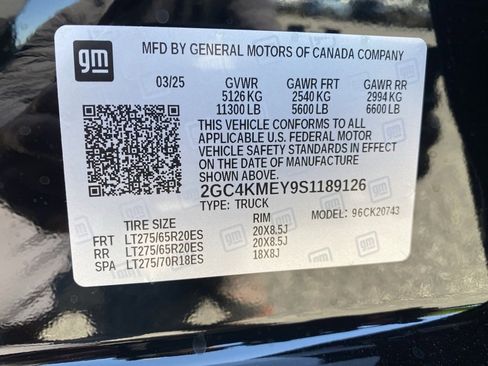 gm
MFD BY GENERAL MOTORS OF CANADA COMPANY
03/25 GVWR GAWR FRT GAWR RR
5126 KG 2540 KG 2994 KG
11300 LB 5600 LB 6600 LB
THIS VEHICLE CONFORMS TO ALL
APPLICABLE U.S. FEDERAL MOTOR
VEHICLE SAFETY STANDARDS IN EFFECT
ON THE DATE OF MANUFACTURE
SHOWN ABOVE.
2GC4KMEY9S1189126
TYPE: TRUCK MODEL: 96CK20743
TIRE SIZE RIM
FRT LT275/65R20ES 20X8.5J
RR LT275/65R20ES 20X8.5J
SPA LT275/70R18ES 18X8J